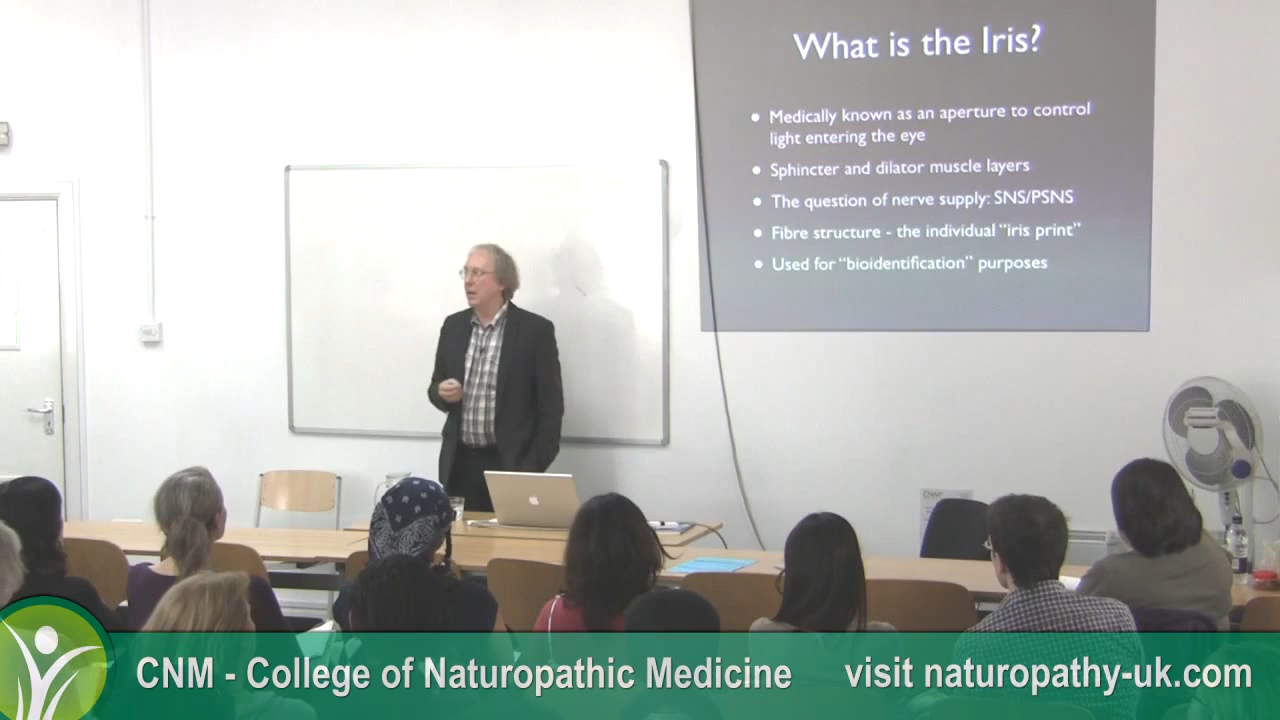 What is the Iris?
• Medically known as an aperture to control
light entering the eye
• Sphincter and dilator muscle layers
• The question of nerve supply: SNS/PSNS
• Fibre structure - the individual “iris print”
• Used for “bioidentification” purposes
CNM - College of Naturopathic Medicine
visit naturopathy-uk.com